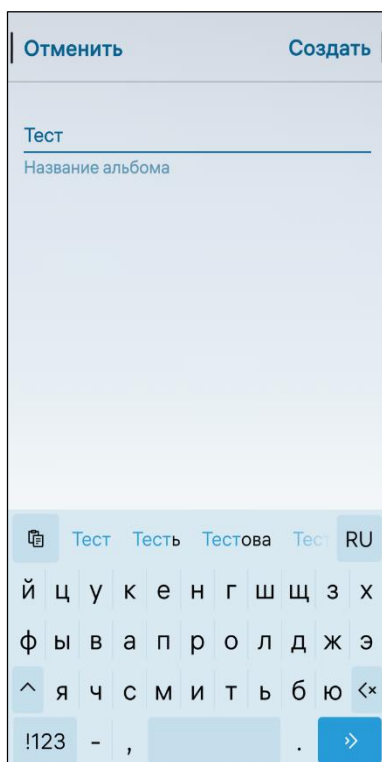 Отменить Создать
Тест
Название альбома
Тест Тесть Тестова RU
й ц у к е н г ш щ з х
ф ы в а п р о л д ж э
я ч с м и т ь б ю
!123 - , .